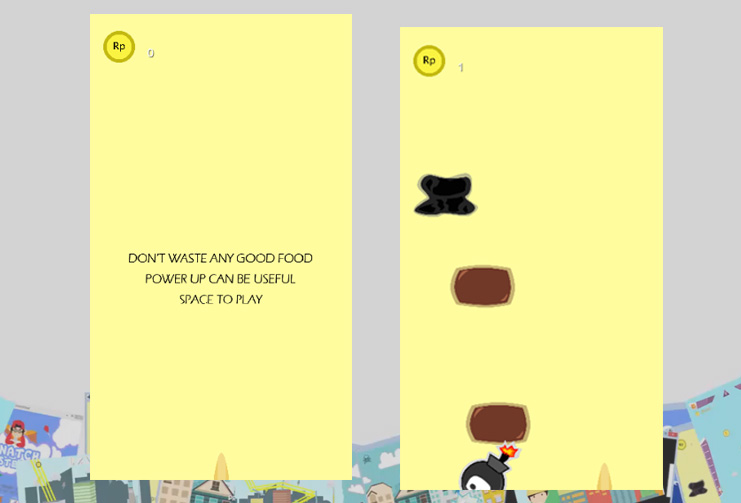 Rp
0
DON'T WASTE ANY GOOD FOOD
POWER UP CAN BE USEFUL
SPACE TO PLAY
Rp
1